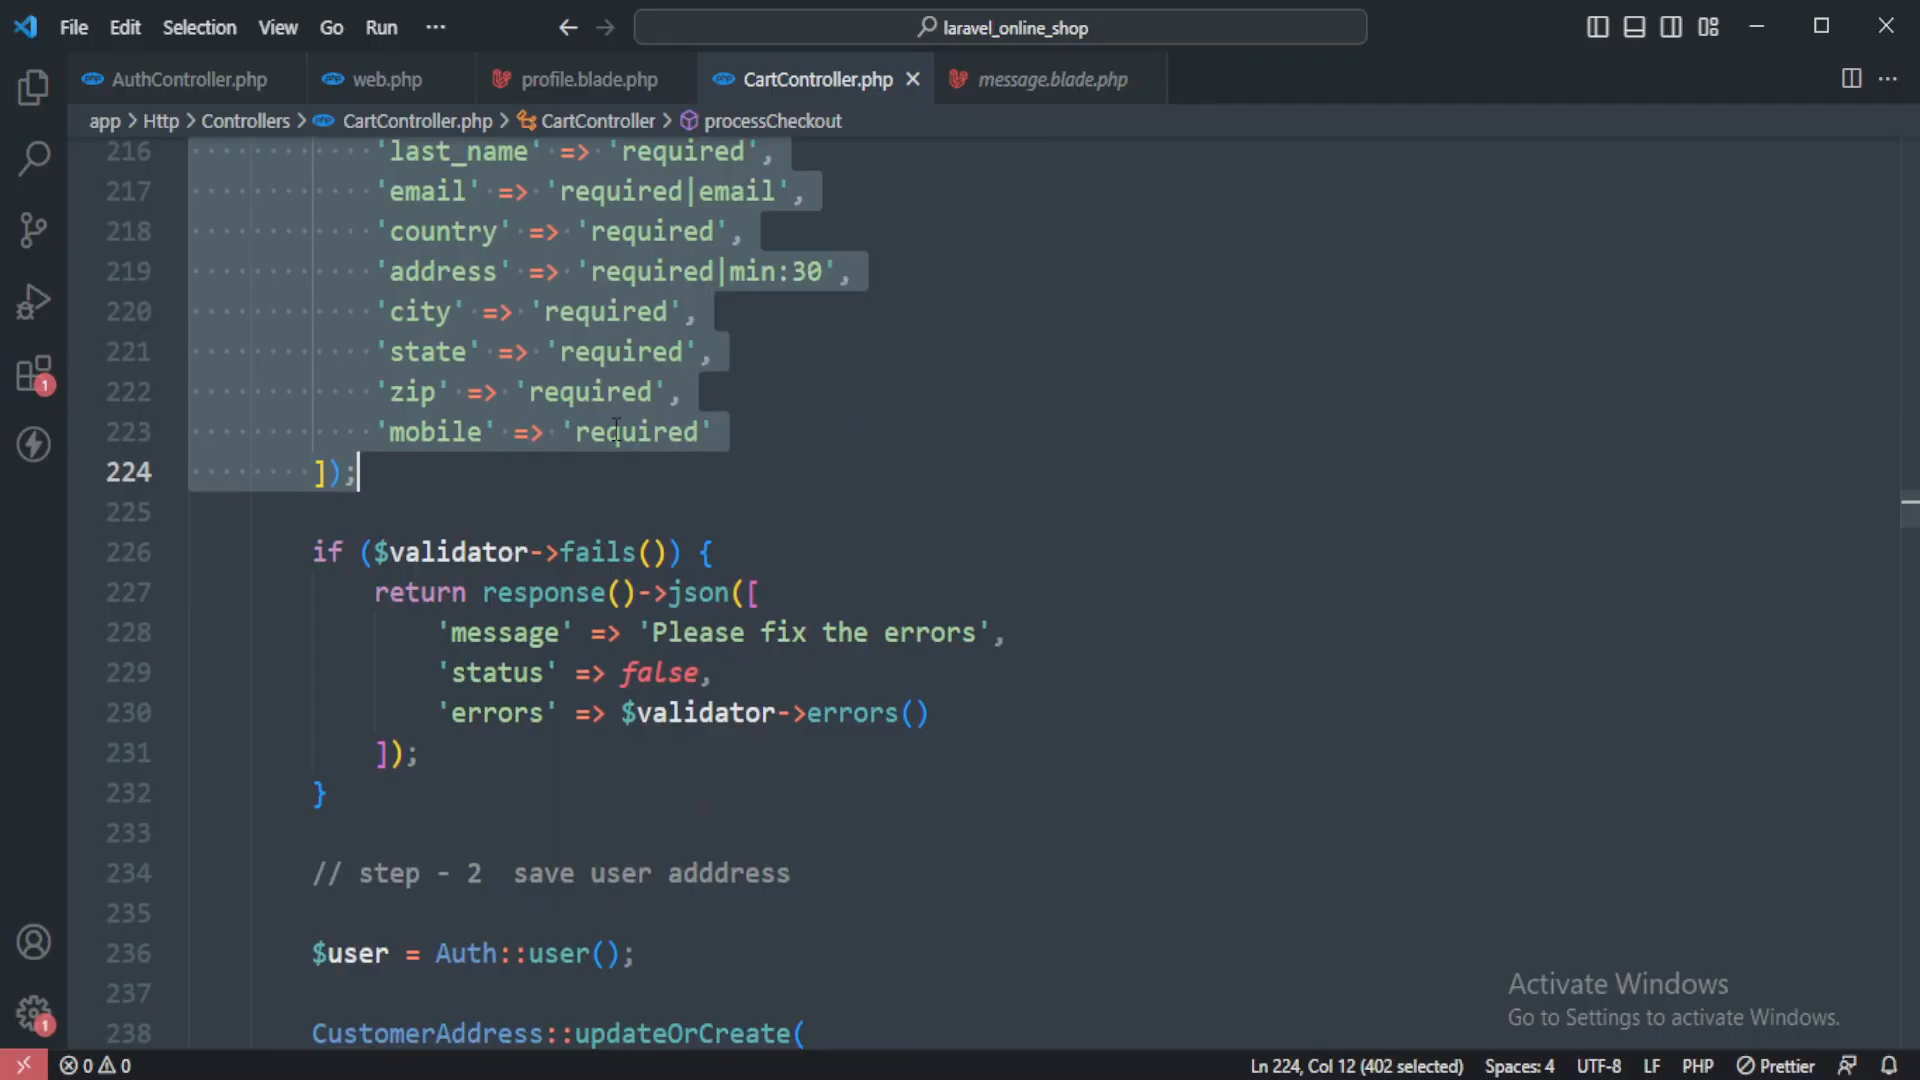 File Edit Selection View Go Run ··· laravel_online_shop
AuthController.php web.php profile.blade.php CartController.php message.blade.php
app > Http > Controllers > CartController.php > CartController > processCheckout
216 'last_name' => 'required',
217 'email' => 'required|email',
218 'country' => 'required',
219 'address' => 'required|min:30',
220 'city' => 'required',
221 'state' => 'required',
222 'zip' => 'required',
223 'mobile' => 'required'
224 ]);
225
226 if ($validator->fails()) {
227 return response()->json([
228 'message' => 'Please fix the errors',
229 'status' => false,
230 'errors' => $validator->errors()
231 ]);
232 }
233
234 // step - 2  save user adddress
235
236 $user = Auth::user();
237
238 CustomerAddress::updateOrCreate(
1
1
Activate Windows
Go to Settings to activate Windows.
0 0 Ln 224, Col 12 (402 selected) Spaces: 4 UTF-8 LF PHP Prettier